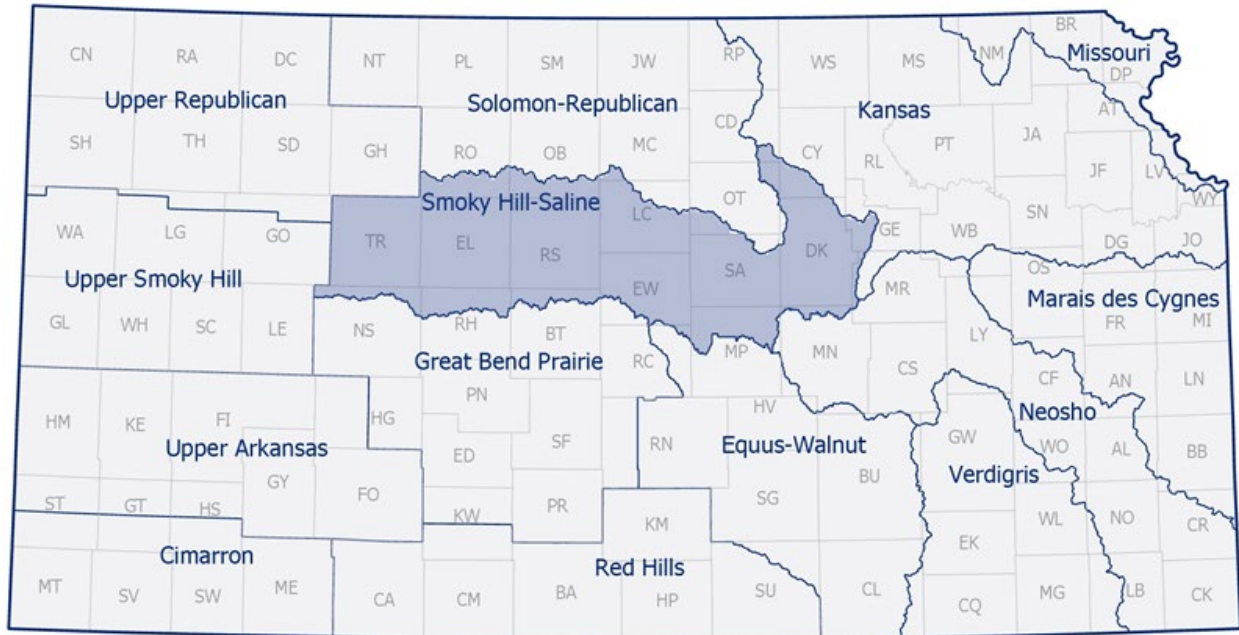 CN RA DC NT PL SM JW RP WS MS NM BR DP
Missouri
Upper Republican
Solomon-Republican
Kansas
SH TH SD GH RO OB MC CD CY RL PT JA AT JF LV
WY
Smoky Hill-Saline
LC OT GE WB SN DG JO
WA LG GO TR EL RS SA DK
Upper Smoky Hill
EW MR OS
Marais des Cygnes
GL WH SC LE NS RH BT RC MP MN CS LY FR MI
Great Bend Prairie
HM KE FI HG PN HV CF AN LN
Neosho
Upper Arkansas
ED SF RN
Equus-Walnut
BU GW WO AL BB
Verdigris
ST GT HS GY FO KW PR SG KM WL NO CR
Cimarron
Red Hills
EK
MT SV SW ME CA CM BA HP SU CL CQ MG LB CK